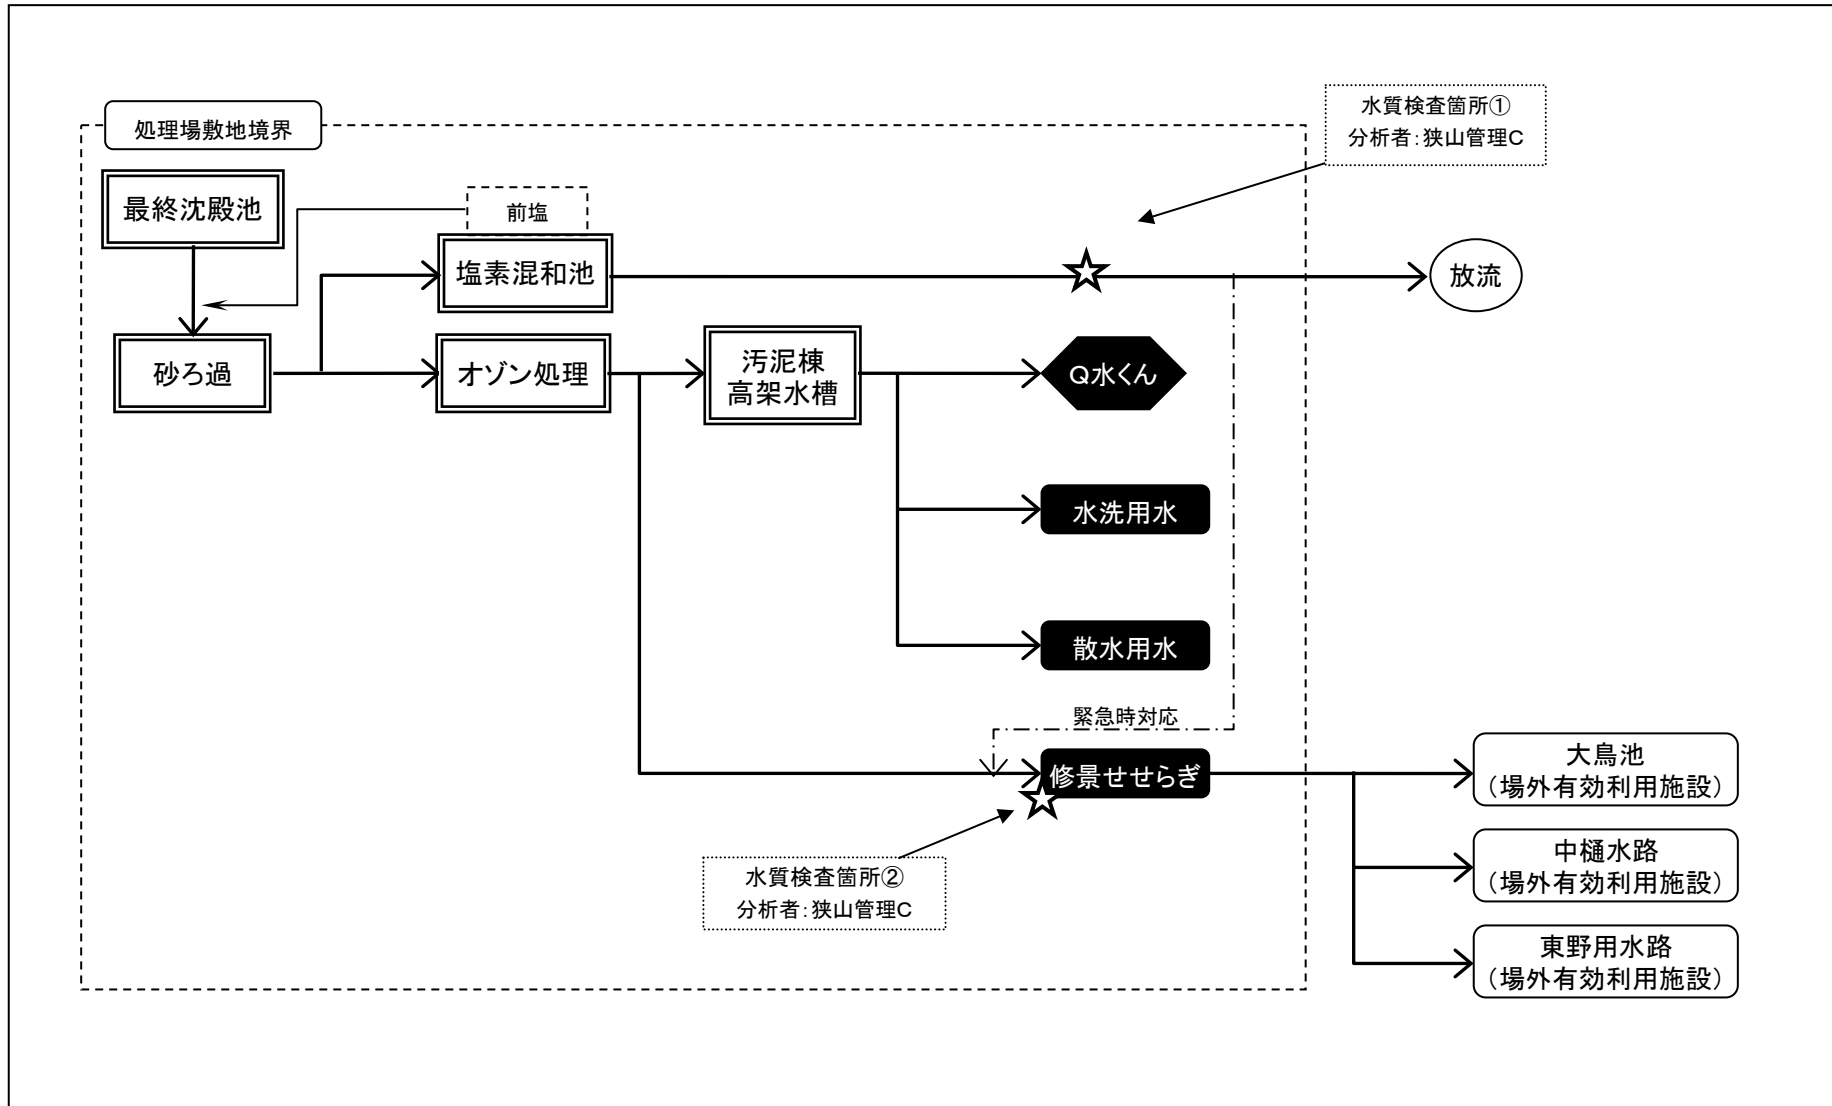 水質検査箇所①
分析者：狭山管理C
処理場敷地境界
最終沈殿池
前塩
塩素混和池
放流
砂ろ過
オゾン処理
汚泥棟
高架水槽
Q水くん
水洗用水
散水用水
緊急時対応
修景せせらぎ
水質検査箇所②
分析者：狭山管理C
大鳥池
（場外有効利用施設）
中樋水路
（場外有効利用施設）
東野用水路
（場外有効利用施設）